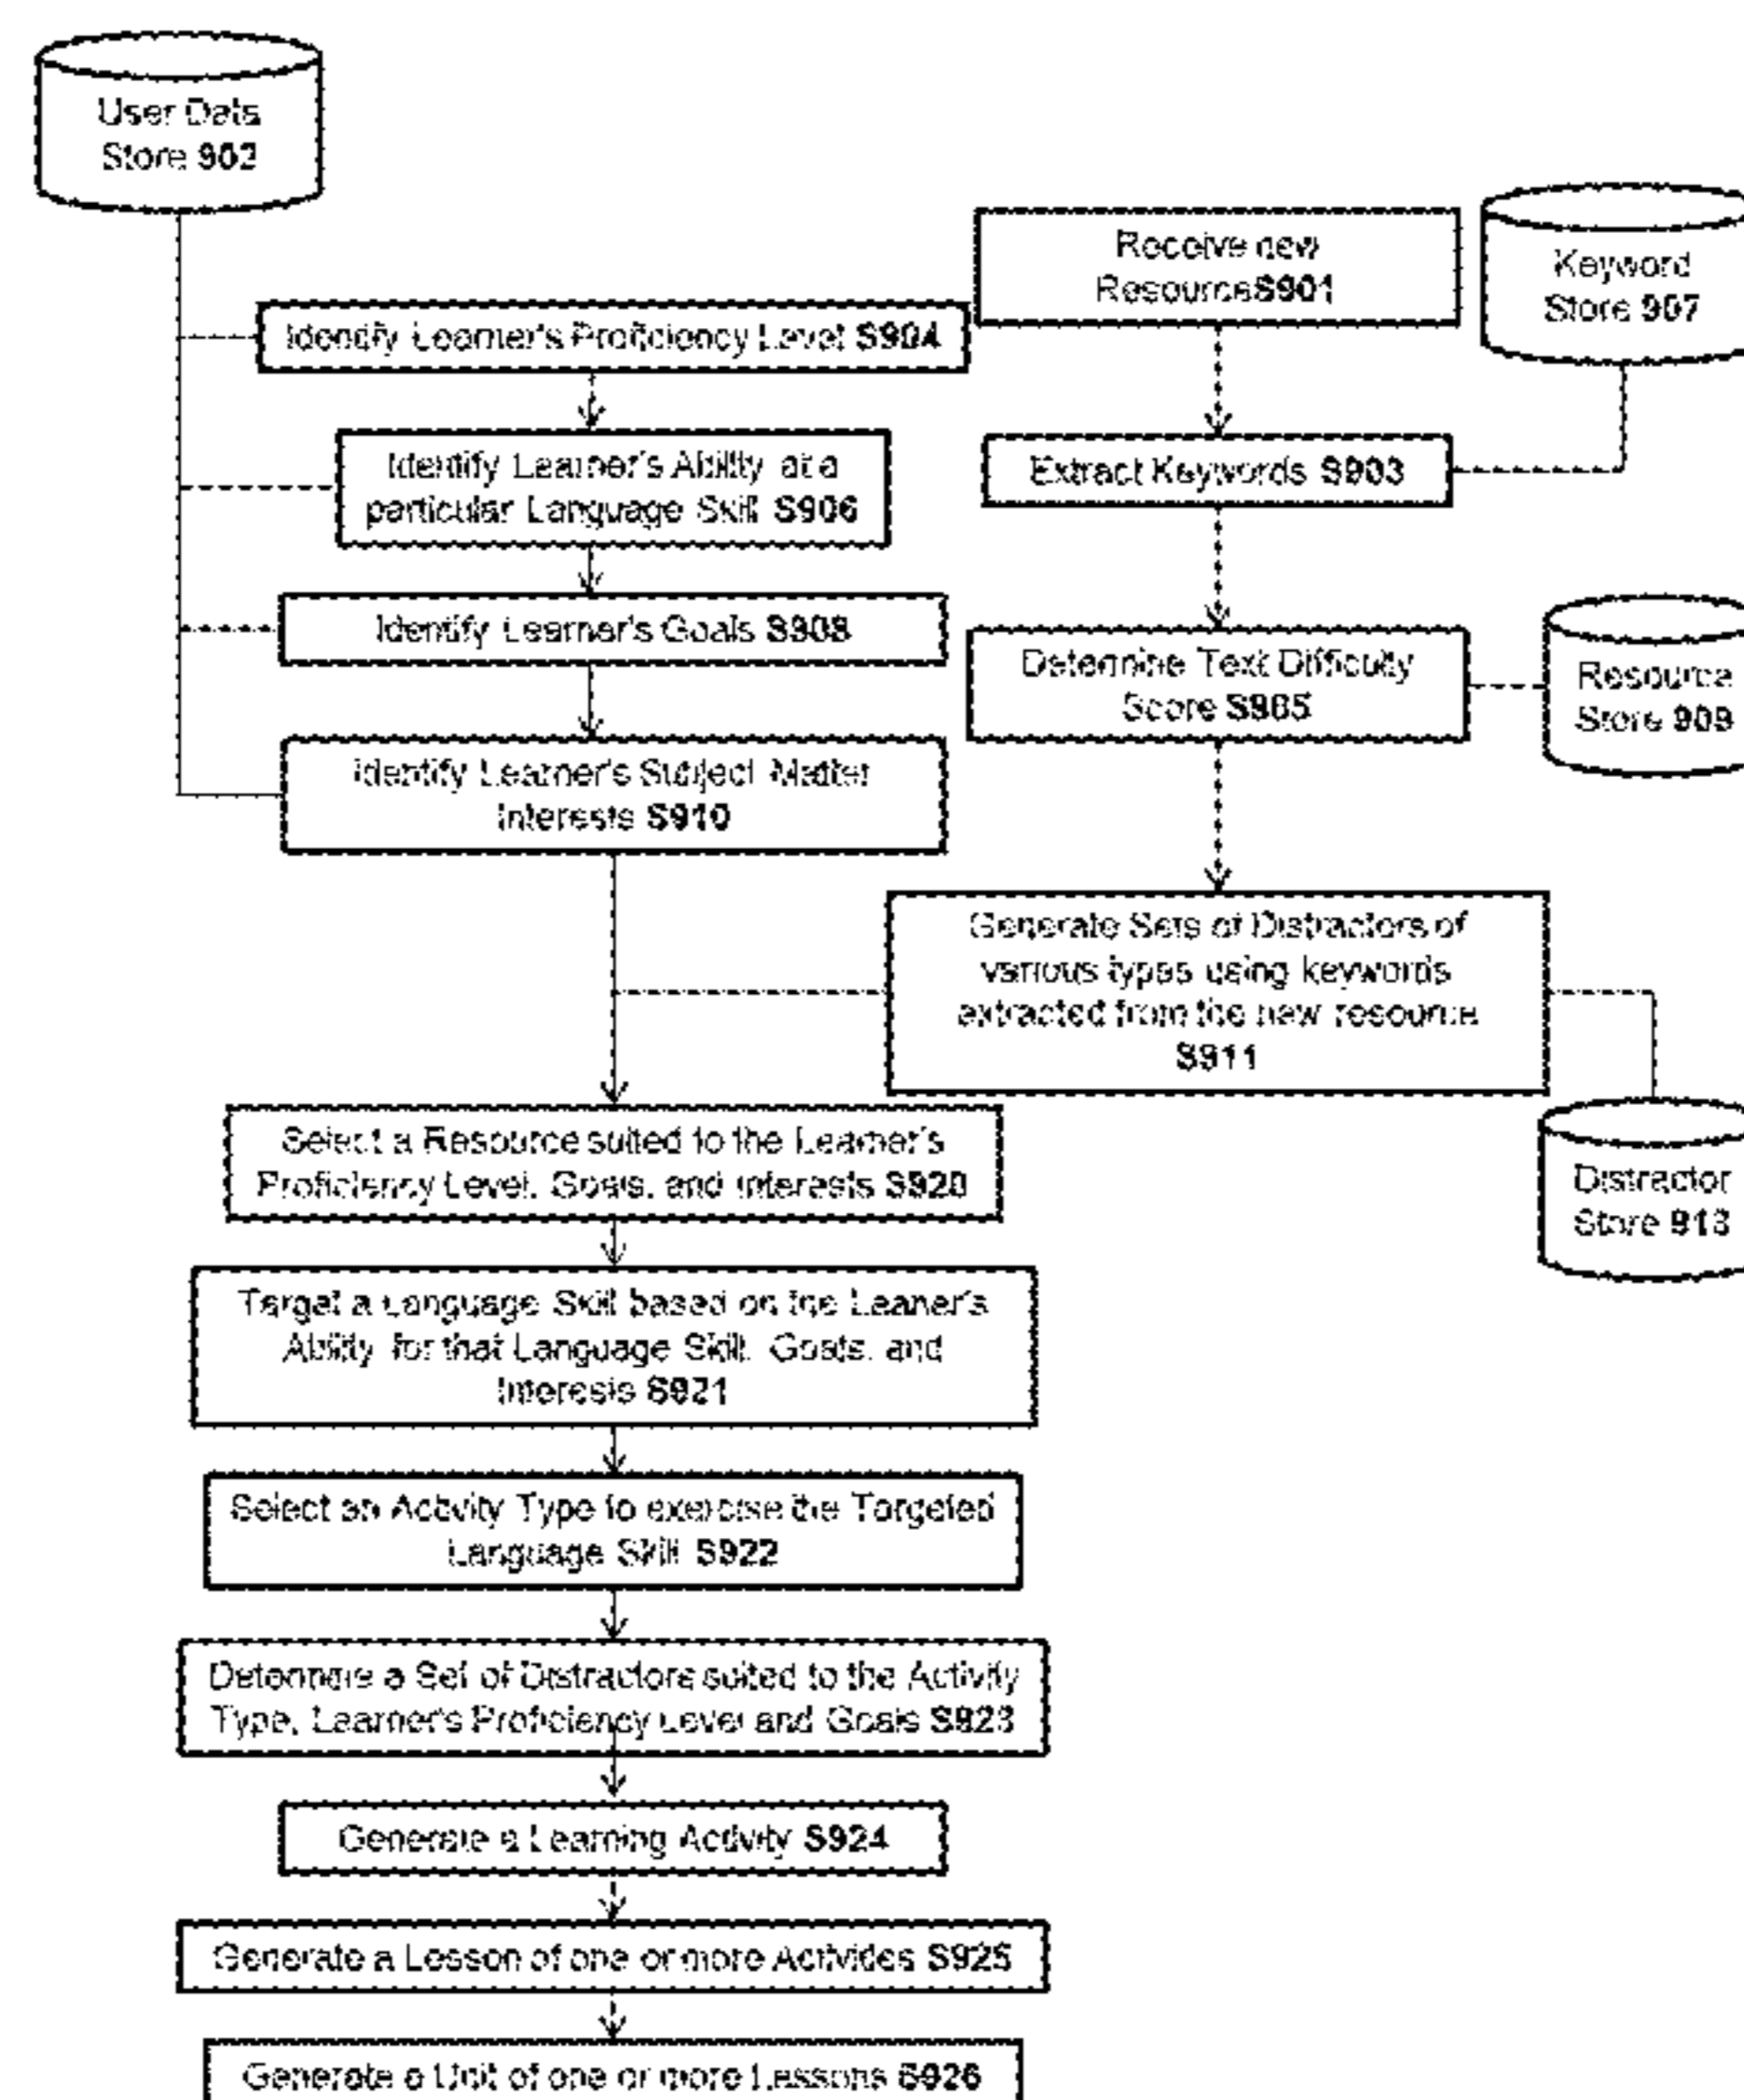 User Data
Store 902
Receive new
ResourceS901
Keyword
Store 907
Identify Learner's Proficiency Level S904
Identify Learner's Ability at a
particular Language Skill S906
Extract Keywords S903
Identify Learner's Goals S908
Determine Text Difficulty
Score S905
Resource
Store 909
Identify Learner's Subject Matter
Interests S910
Generate Sets of Distractors of
various types using keywords
extracted from the new resource
S911
Select a Resource suited to the Learner's
Proficiency Level, Goals, and Interests S920
Distractor
Store 913
Target a Language Skill based on the Leaner's
Ability for that Language Skill, Goals, and
Interests S921
Select an Activity Type to exercise the Targeted
Language Skill S922
Determine a Set of Distractors suited to the Activity
Type, Learner's Proficiency Level and Goals S923
Generate a Learning Activity S924
Generate a Lesson of one or more Activities S925
Generate a Unit of one or more Lessons S926